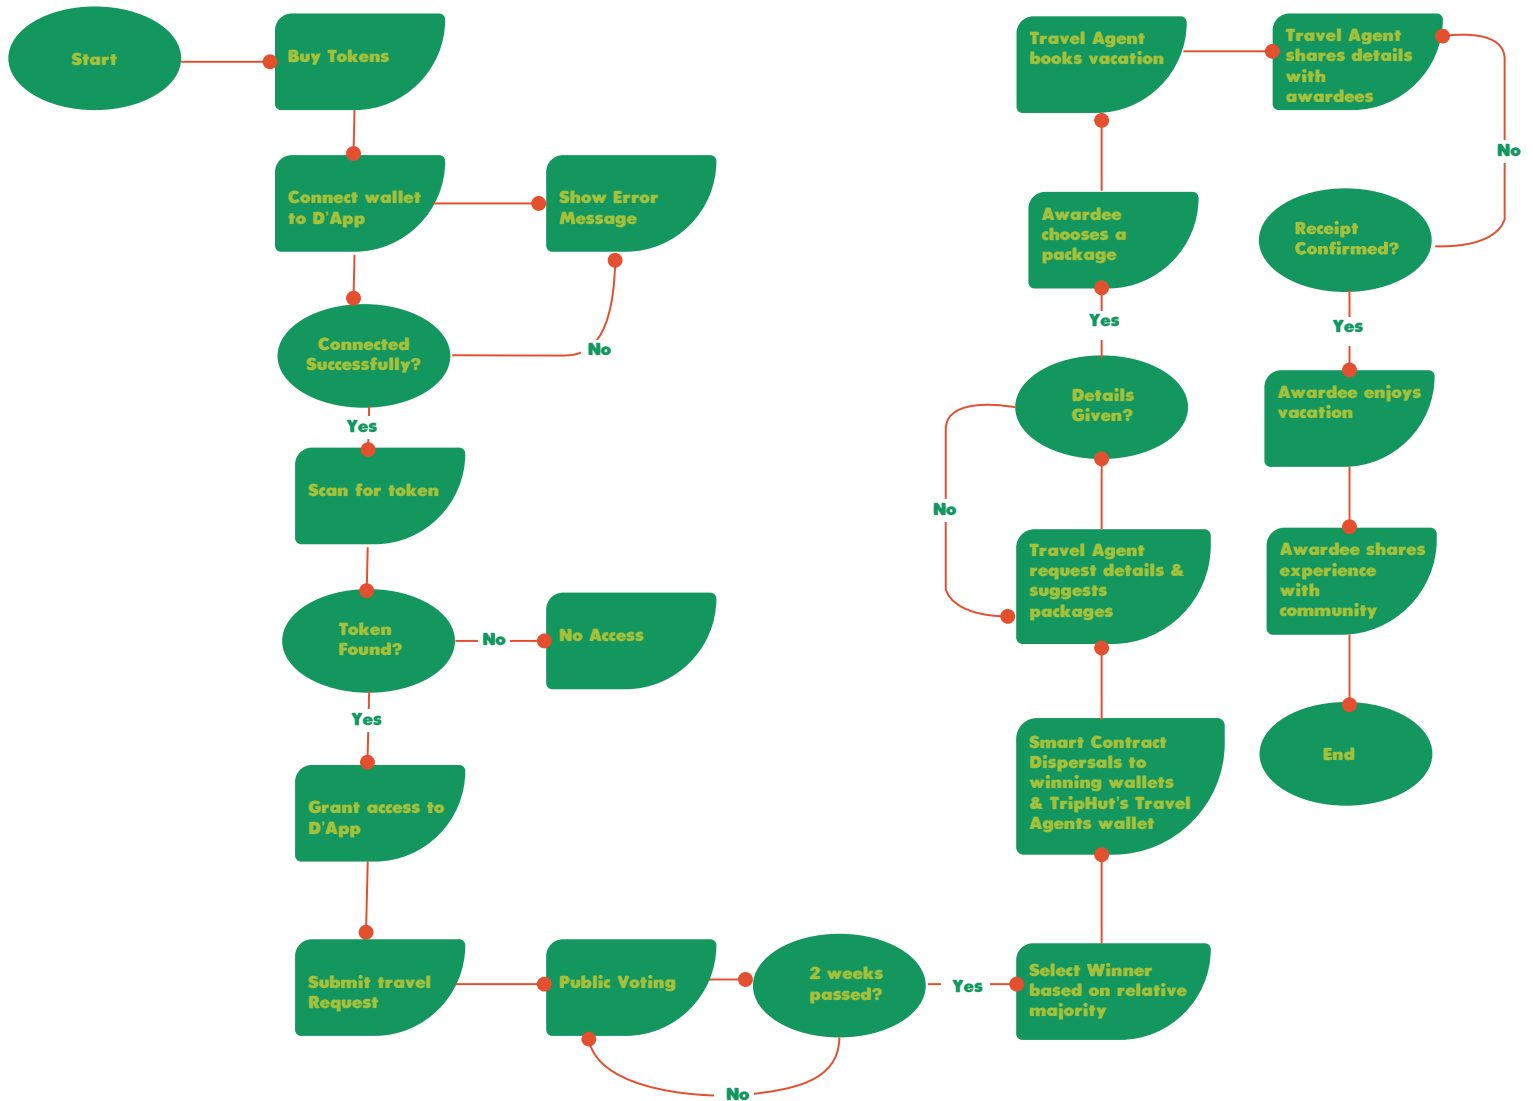 Start
Buy Tokens
Connect wallet
to D'App
Show Error
Message
Connected
Successfully?
No
Yes
Scan for token
Token
Found?
No
No Access
Yes
Grant access to
D'App
Submit travel
Request
Public Voting
2 weeks
passed?
No
Yes
Select Winner
based on relative
majority
Smart Contract
Dispersals to
winning wallets
& TripHut's Travel
Agents wallet
Travel Agent
request details &
suggests
packages
Details
Given?
No
Yes
Awardee
chooses a
package
Travel Agent
books vacation
Travel Agent
shares details
with
awardees
No
Receipt
Confirmed?
Yes
Awardee enjoys
vacation
Awardee shares
experience
with
community
End